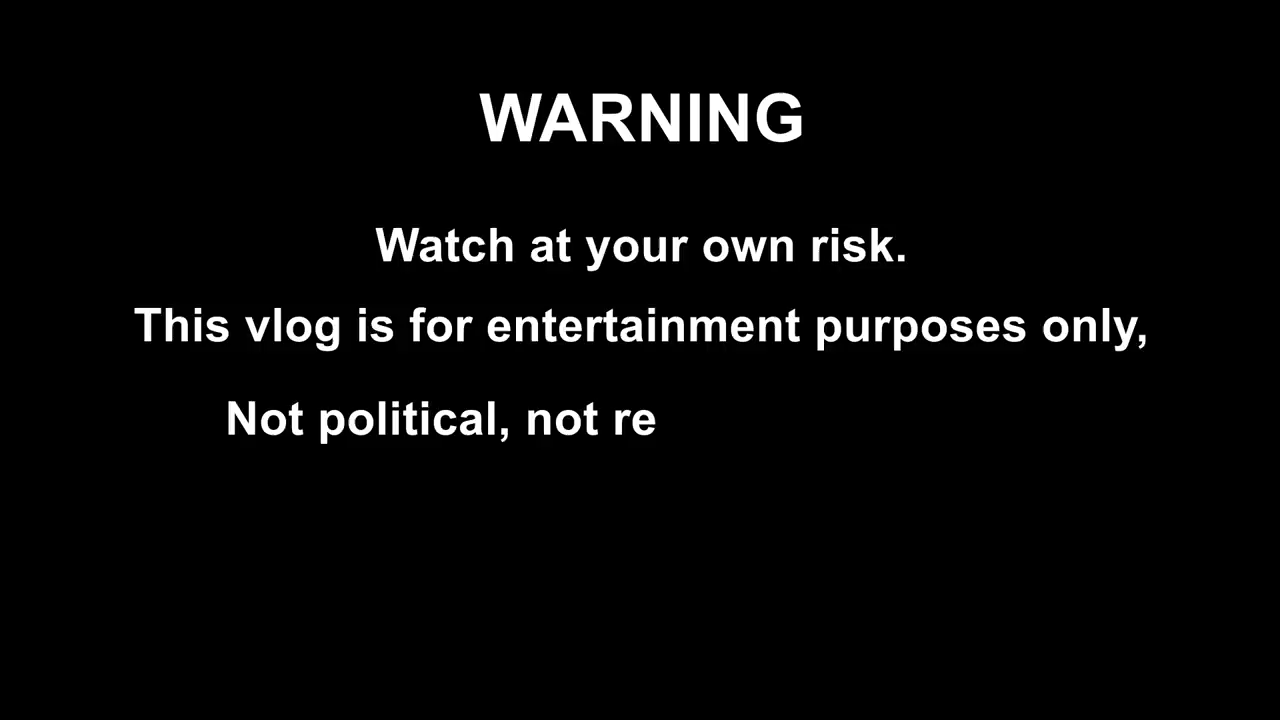 WARNING
Watch at your own risk.
This vlog is for entertainment purposes only,
Not political, not re